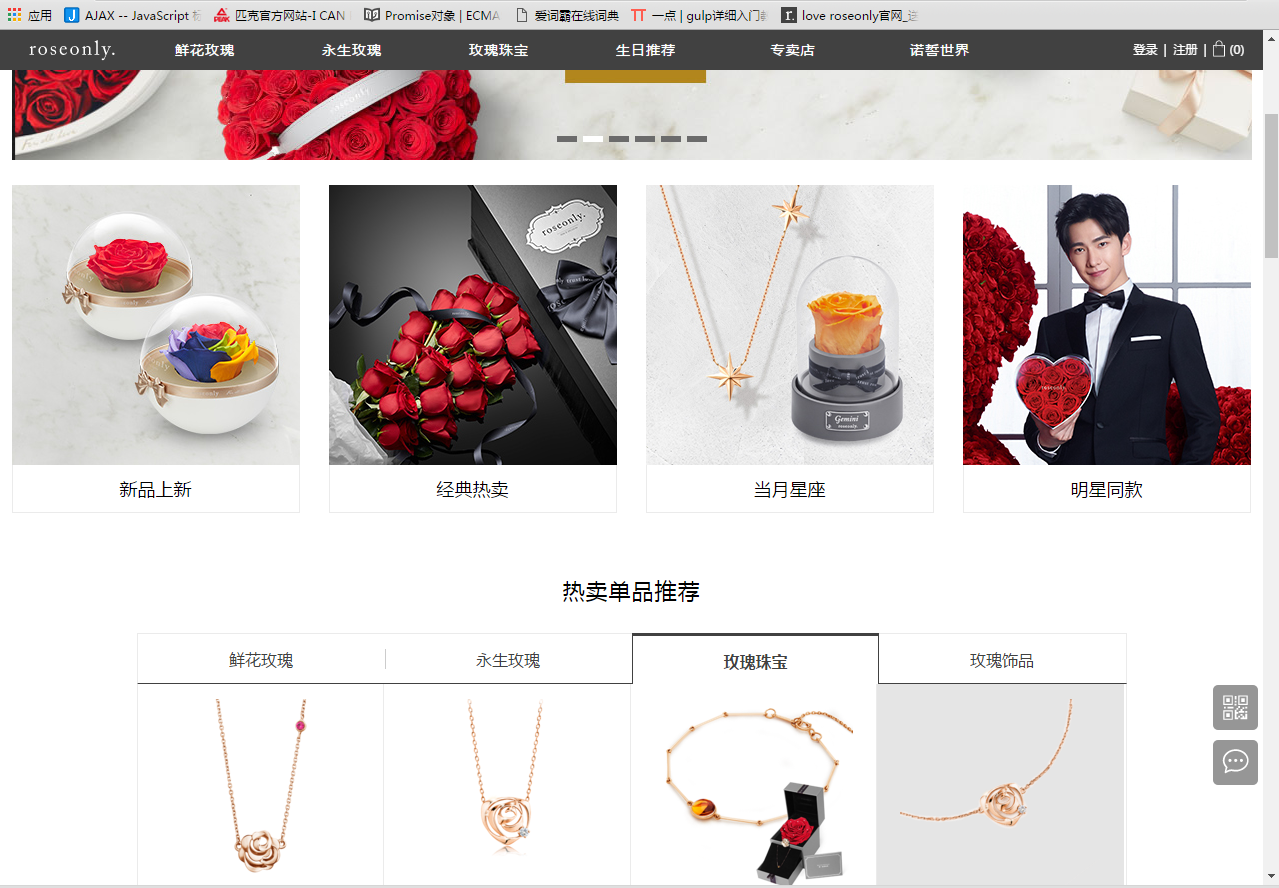 应用 AJAX -- JavaScript 匹克官方网站-I CAN Promise对象 | ECMA 爱词霸在线词典 一点 | gulp详细入门 love roseonly官网_
roseonly. 鲜花玫瑰 永生玫瑰 玫瑰珠宝 生日推荐 专卖店 诺誓世界 登录 | 注册 | (0)
roseonly
roseonly.
新品上新 经典热卖 当月星座 明星同款
Gemini
roseonly
roseonly
热卖单品推荐
鲜花玫瑰 永生玫瑰 玫瑰珠宝 玫瑰饰品